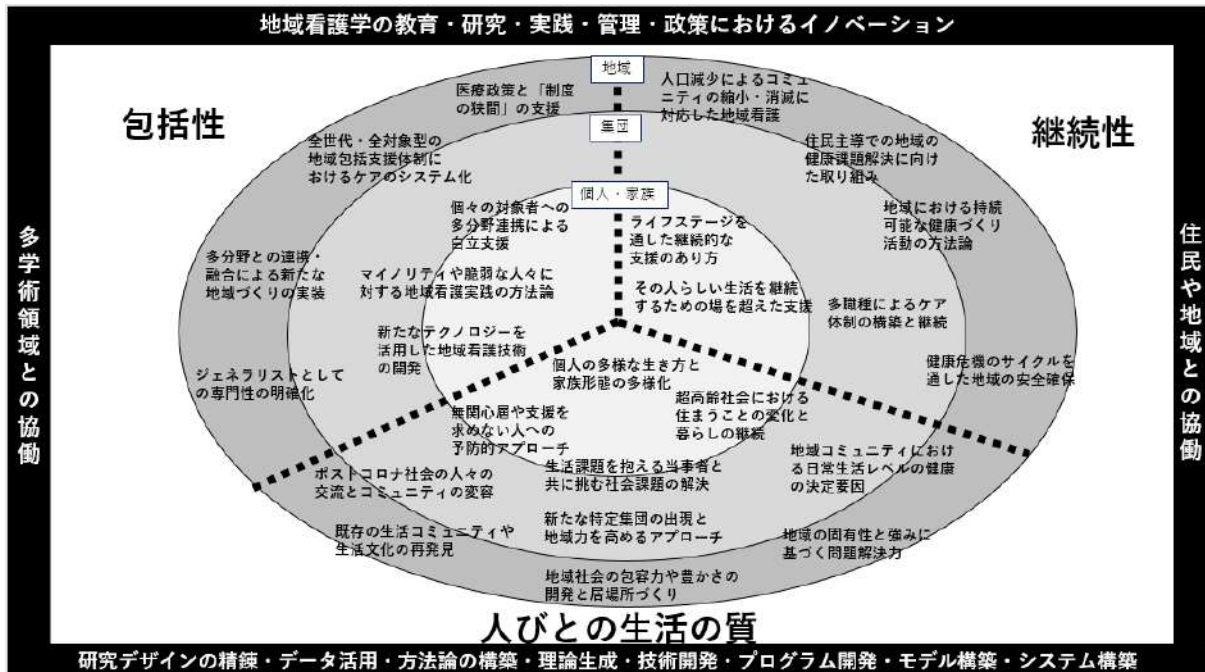 地域看護学の教育・研究・実践・管理・政策におけるイノベーション
包括性
継続性
人びとの生活の質
多学術領域との協働
住民や地域との協働
地域
集団
個人・家族
医療政策と「制度
の狭間」の支援
人口減少によるコミュ
ニティの縮小・消滅に
対応した地域看護
全世代・全対象型の
地域包括支援体制に
おけるケアのシステム化
住民主導での地域の
健康課題解決に向け
た取り組み
個々の対象者への
多分野連携による
自立支援
ライフステージを
通した継続的な
支援のあり方
地域における持続
可能な健康づくり
活動の方法論
多分野との連携・
融合による新たな
地域づくりの実装
マイノリティや脆弱な人々に
対する地域看護実践の方法論
その人らしい生活を継続
するための場を超えた支援
多職種によるケア
体制の構築と継続
新たなテクノロジーを
活用した地域看護技術
の開発
個人の多様な生き方と
家族形態の多様化
健康危機のサイクルを
通した地域の安全確保
ジェネラリストとして
の専門性の明確化
超高齢社会における
住まうことの変化と
暮らしの継続
無関心層や支援を
求めない人への
予防的アプローチ
地域コミュニティにおけ
る日常生活レベルの健康
の決定要因
ポストコロナ社会の人々の
交流とコミュニティの変容
生活課題を抱える当事者と
共に挑む社会課題の解決
既存の生活コミュニティや
生活文化の再発見
新たな特定集団の出現と
地域力を高めるアプローチ
地域の固有性と強みに
基づく問題解決力
地域社会の包容力や豊かさの
開発と居場所づくり
研究デザインの精錬・データ活用・方法論の構築・理論生成・技術開発・プログラム開発・モデル構築・システム構築